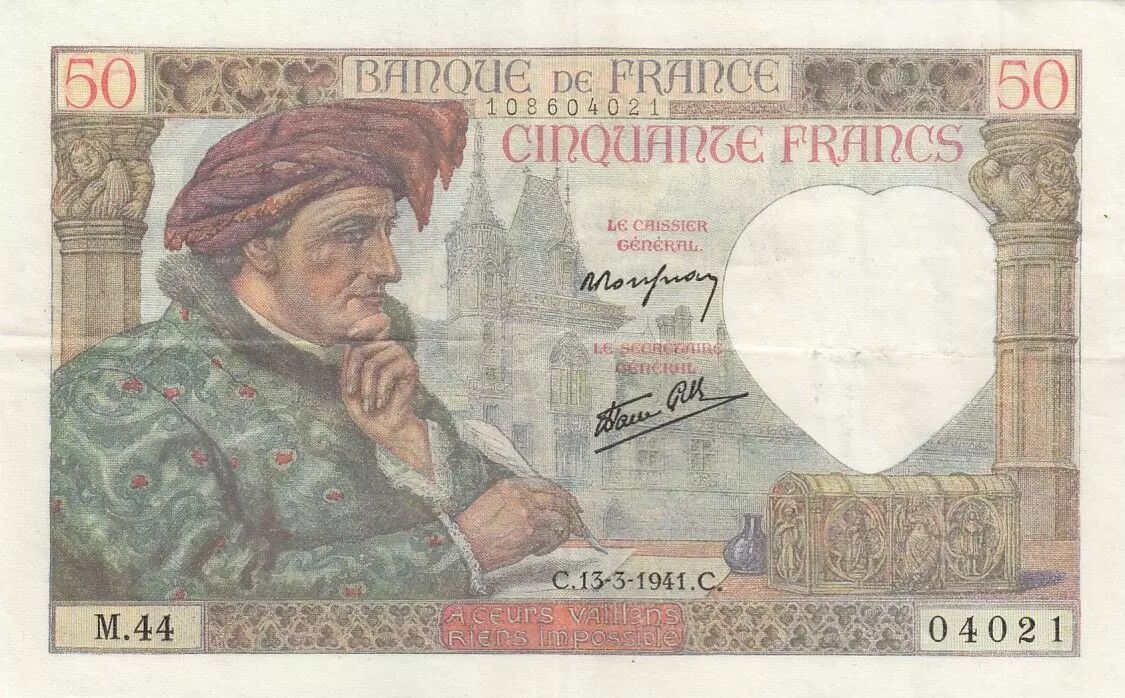 50 BANQUE DE FRANCE 50
108604021
CINQUANTE FRANCS
LE CAISSIER
GÉNÉRAL.
LE SECRÉTAIRE
GÉNÉRAL
C.13-3-1941.C.
M.44
A CEURS VAILLANS
RIENS IMPOSSIBLE
04021